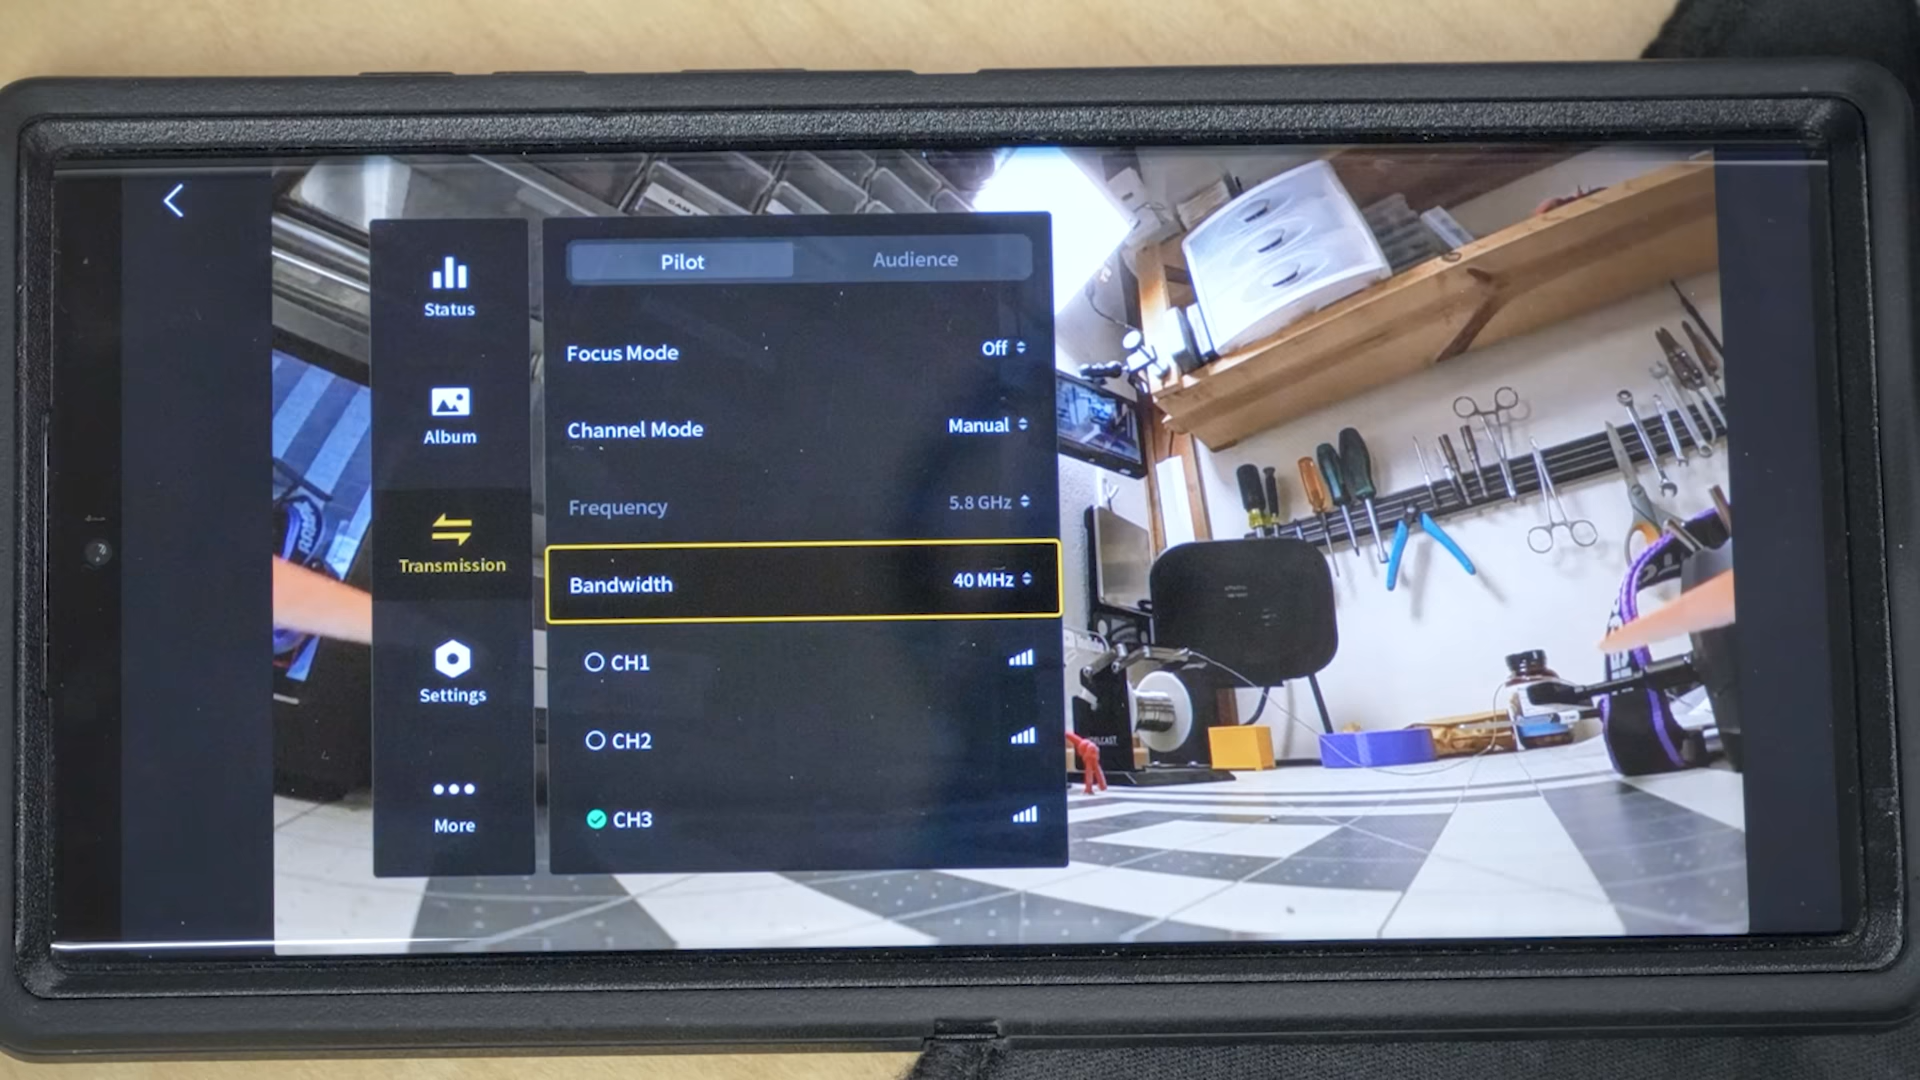 Pilot
Audience
Status
Focus Mode
Off
Album
Channel Mode
Manual
Frequency
5.8 GHz
Transmission
Bandwidth
40 MHz
Settings
CH1
CH2
More
CH3